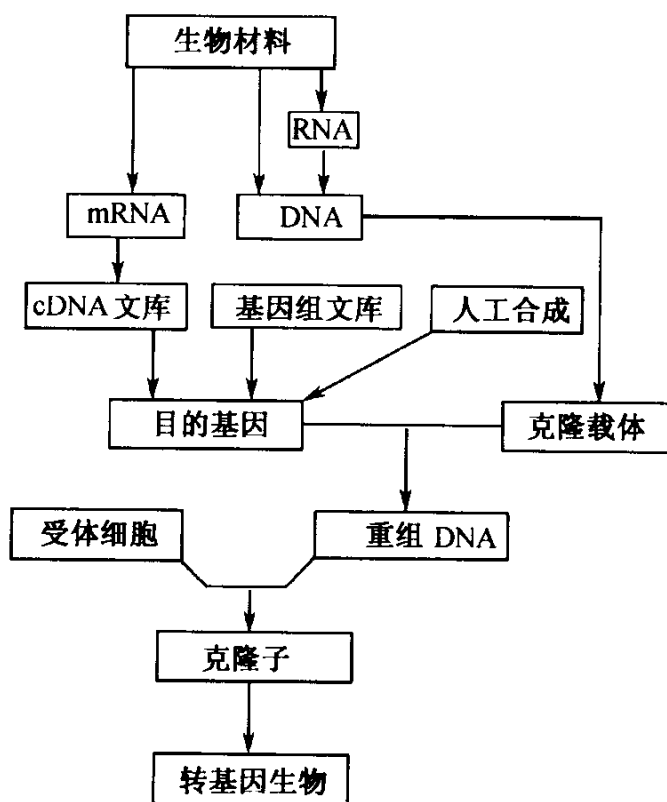 生物材料
RNA
mRNA
DNA
cDNA 文库
基因组文库
人工合成
目的基因
克隆载体
受体细胞
重组 DNA
克隆子
转基因生物